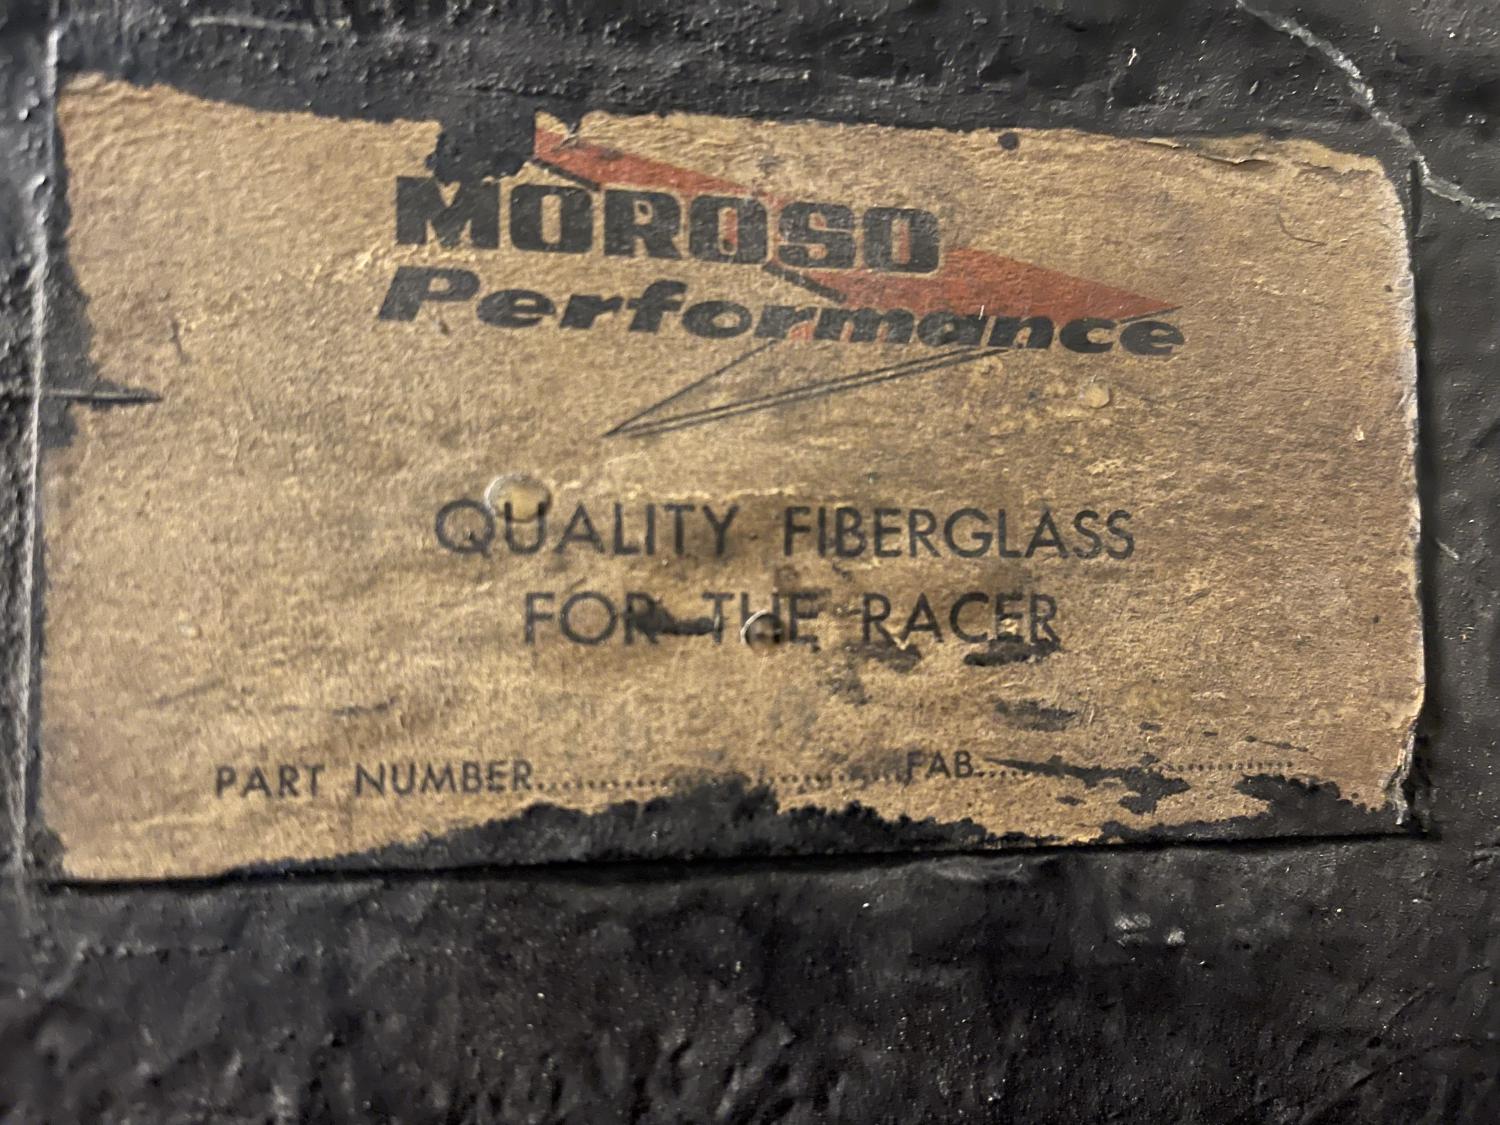 MOROSO
Performance
QUALITY FIBERGLASS
FOR THE RACER
PART NUMBER..............................FAB..............................